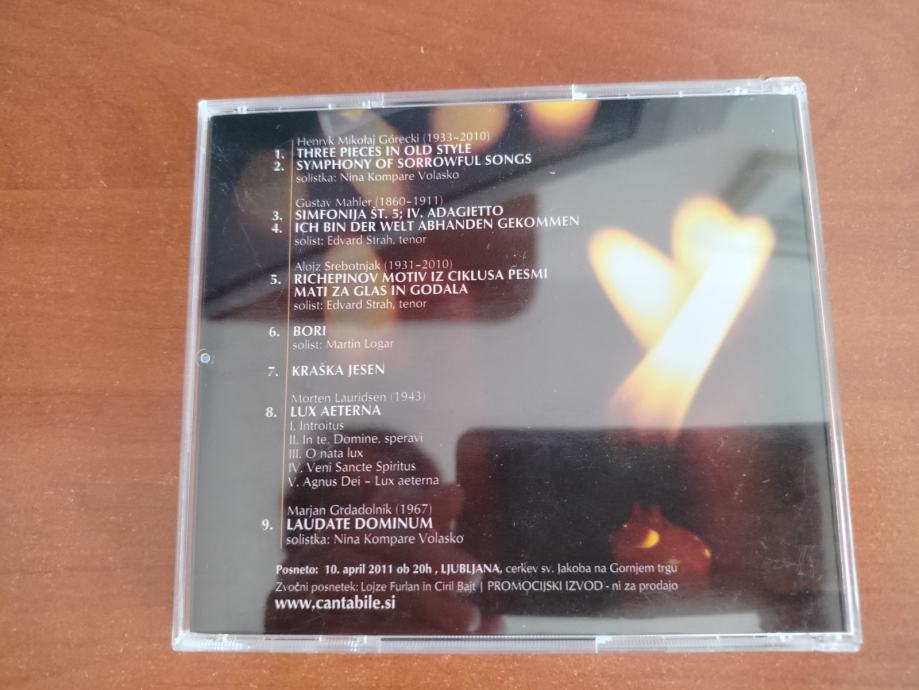 Henryk Mikołaj Górecki (1933-2010)
1. THREE PIECES IN OLD STYLE
2. SYMPHONY OF SORROWFUL SONGS
solistka: Nina Kompare Volasko
Gustav Mahler (1860-1911)
3. SIMFONIJA ŠT. 5; IV. ADAGIETTO
4. ICH BIN DER WELT ABHANDEN GEKOMMEN
solist: Edvard Strah, tenor
Alojz Srebotnjak (1931-2010)
5. RICHEPINOV MOTIV IZ CIKLUSA PESMI
MATI ZA GLAS IN GODALA
solist: Edvard Strah, tenor
6. BORI
solist: Martin Logar
7. KRAŠKA JESEN
Morten Lauridsen (1943)
8. LUX AETERNA
I. Introitus
II. In te, Domine, speravi
III. O nata lux
IV. Veni Sancte Spiritus
V. Agnus Dei - Lux aeterna
Marjan Grdadolnik (1967)
9. LAUDATE DOMINUM
solistka: Nina Kompare Volasko
Posneto: 10. april 2011 ob 20h , LJUBLJANA, cerkev sv. Jakoba na Gornjem trgu
Zvočni posnetek: Lojze Furlan in Ciril Bajt | PROMOCIJSKI IZVOD - ni za prodajo
www.cantabile.si